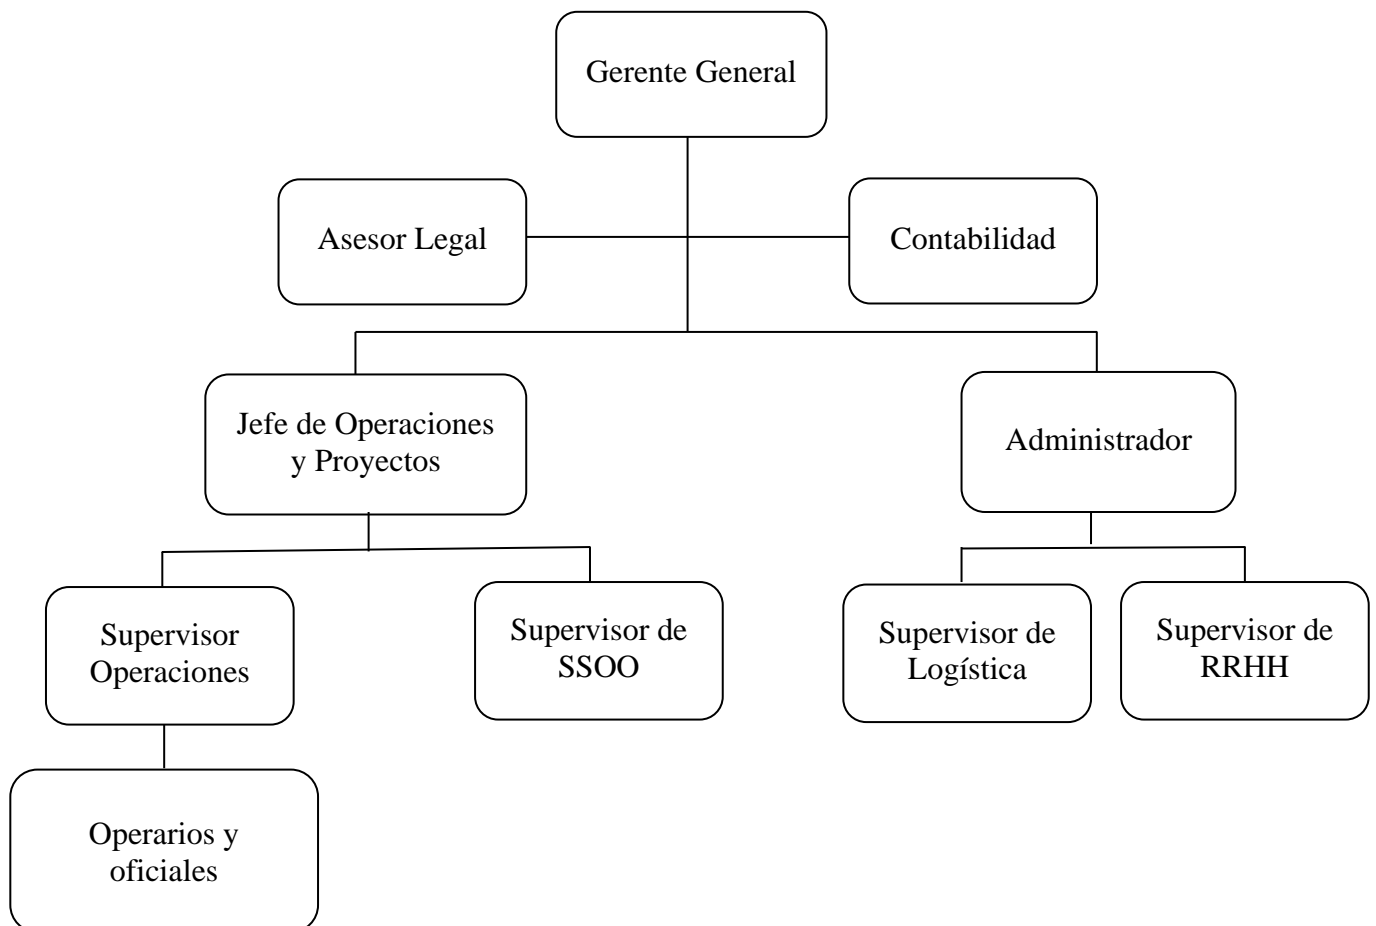 Gerente General
Asesor Legal
Contabilidad
Jefe de Operaciones
y Proyectos
Administrador
Supervisor
Operaciones
Supervisor de
SSOO
Supervisor de
Logística
Supervisor de
RRHH
Operarios y
oficiales